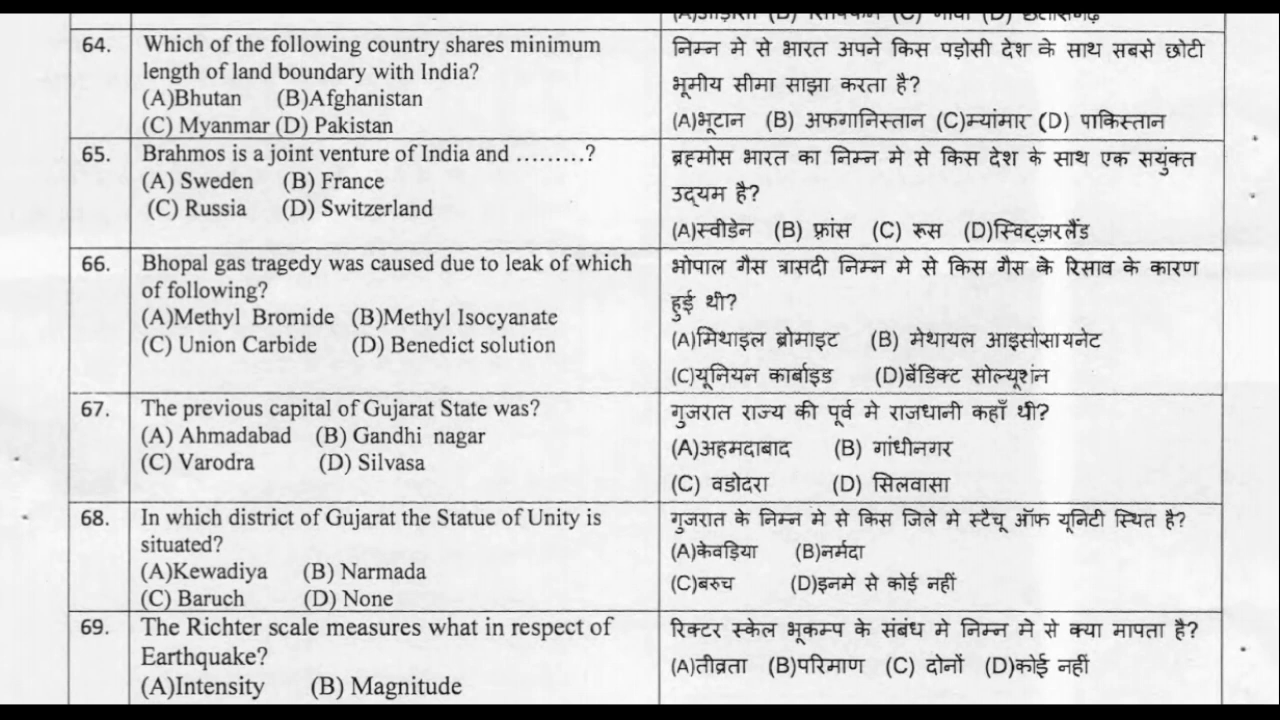 (A)ओड़िसा (B) सिक्किम (C) गोवा (D) छत्तीसगढ़
64. Which of the following country shares minimum
length of land boundary with India?
(A)Bhutan (B)Afghanistan
(C) Myanmar (D) Pakistan
निम्न मे से भारत अपने किस पड़ोसी देश के साथ सबसे छोटी
भूमीय सीमा साझा करता है?
(A)भूटान (B) अफगानिस्तान (C)म्यांमार (D) पाकिस्तान
65. Brahmos is a joint venture of India and .........?
(A) Sweden (B) France
(C) Russia (D) Switzerland
ब्रहमोस भारत का निम्न मे से किस देश के साथ एक सयुंक्त
उद्यम है?
(A)स्वीडेन (B) फ़्रांस (C) रूस (D)स्विट्ज़रलैंड
66. Bhopal gas tragedy was caused due to leak of which
of following?
(A)Methyl Bromide (B)Methyl Isocyanate
(C) Union Carbide (D) Benedict solution
भोपाल गैस त्रासदी निम्न मे से किस गैस के रिसाव के कारण
हुई थी?
(A)मिथाइल ब्रोमाइट (B) मेथायल आइसोसायनेट
(C)यूनियन कार्बाइड (D)बेंडिक्ट सोल्यूशंन
67. The previous capital of Gujarat State was?
(A) Ahmadabad (B) Gandhi nagar
(C) Varodra (D) Silvasa
गुजरात राज्य की पूर्व मे राजधानी कहाँ थी?
(A)अहमदाबाद (B) गांधीनगर
(C) वडोदरा (D) सिलवासा
68. In which district of Gujarat the Statue of Unity is
situated?
(A)Kewadiya (B) Narmada
(C) Baruch (D) None
गुजरात के निम्न मे से किस जिले मे स्टैचू ऑफ यूनिटी स्थित है?
(A)केवड़िया (B)नर्मदा
(C)बरुच (D)इनमे से कोई नहीं
69. The Richter scale measures what in respect of
Earthquake?
(A)Intensity (B) Magnitude
रिक्टर स्केल भूकम्प के संबंध मे निम्न मे से क्या मापता है?
(A)तीव्रता (B)परिमाण (C) दोनों (D)कोई नहीं